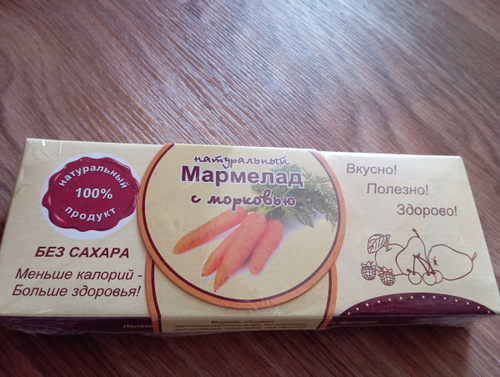 натуральный
100%
продукт
БЕЗ САХАРА
Меньше калорий -
Больше здоровья!
натуральный
Мармелад
с морковью
Вкусно!
Полезно!
Здорово!